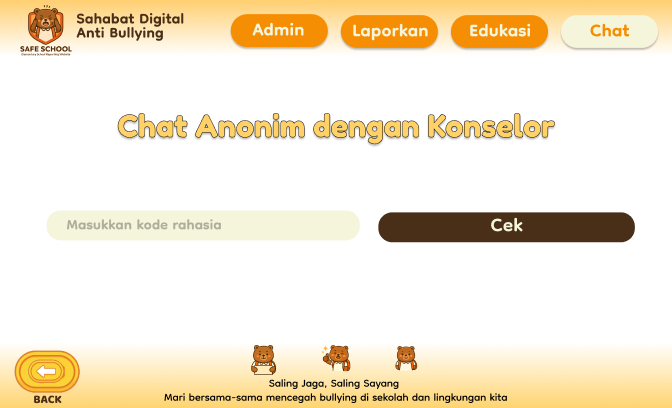 Sahabat Digital
Anti Bullying
SAFE SCHOOL
Admin
Laporkan
Edukasi
Chat
Chat Anonim dengan Konselor
Masukkan kode rahasia
Cek
BACK
Saling Jaga, Saling Sayang
Mari bersama-sama mencegah bullying di sekolah dan lingkungan kita